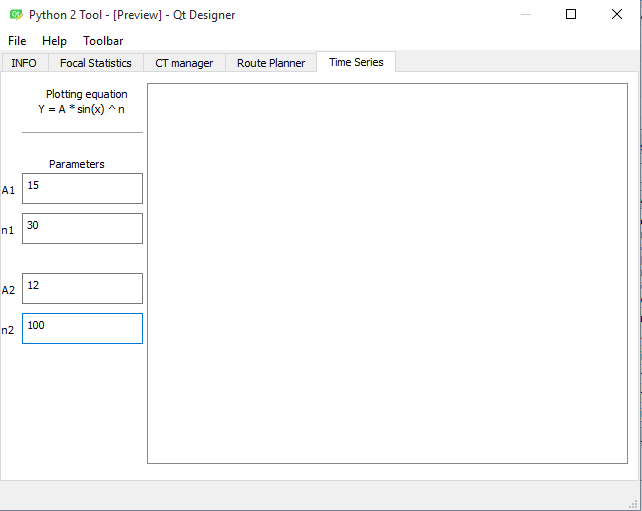 Python 2 Tool - [Preview] - Qt Designer
File Help Toolbar
INFO Focal Statistics CT manager Route Planner Time Series
Plotting equation
Y = A * sin(x) ^ n
Parameters
A1 15
n1 30
A2 12
n2 100